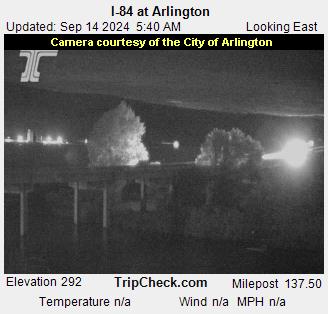 I-84 at Arlington
Updated: Sep 14 2024 5:40 AM Looking East
Camera courtesy of the City of Arlington
Elevation 292 TripCheck.com Milepost 137.50
Temperature n/a Wind n/a MPH n/a